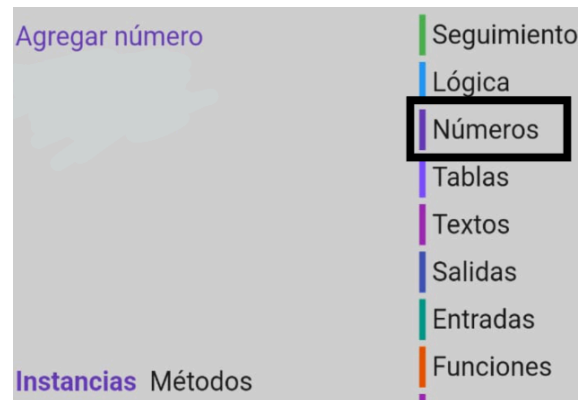 Agregar número
Seguimiento
Lógica
Números
Tablas
Textos
Salidas
Entradas
Funciones
Instancias Métodos